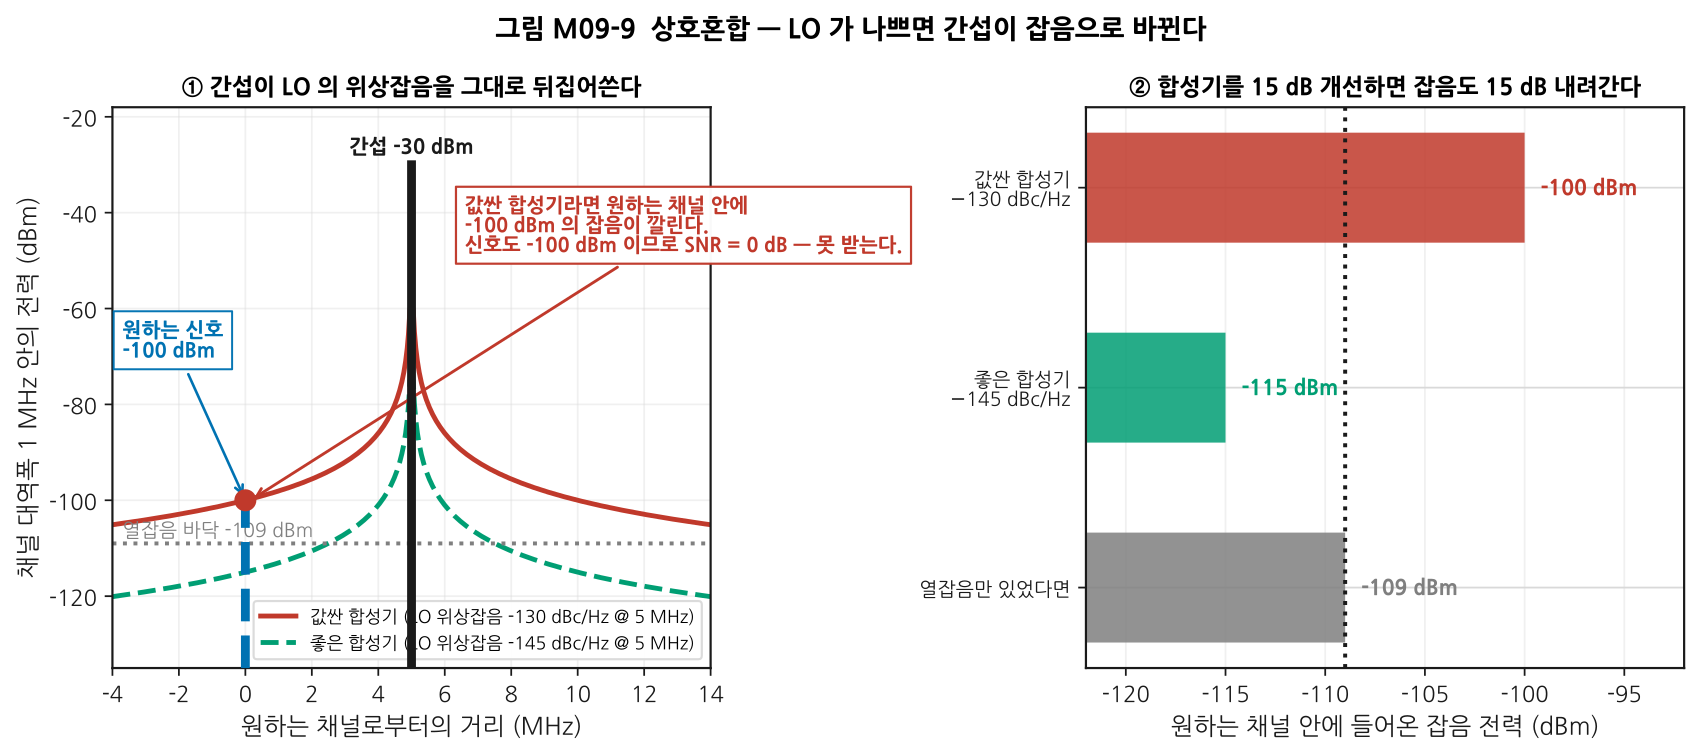 그림 M09-9 상호혼합 — LO 가 나쁘면 간섭이 잡음으로 바뀐다
① 간섭이 LO 의 위상잡음을 그대로 뒤집어쓴다
채널 대역폭 1 MHz 안의 전력 (dBm)
-20
-40
-60
-80
-100
-120
간섭 -30 dBm
값싼 합성기라면 원하는 채널 안에
-100 dBm 의 잡음이 깔린다.
신호도 -100 dBm 이므로 SNR = 0 dB — 못 받는다.
원하는 신호
-100 dBm
열잡음 바닥 -109 dBm
값싼 합성기 (LO 위상잡음 -130 dBc/Hz @ 5 MHz)
좋은 합성기 (LO 위상잡음 -145 dBc/Hz @ 5 MHz)
-4 -2 0 2 4 6 8 10 12 14
원하는 채널로부터의 거리 (MHz)
② 합성기를 15 dB 개선하면 잡음도 15 dB 내려간다
값싼 합성기
−130 dBc/Hz
-100 dBm
좋은 합성기
−145 dBc/Hz
-115 dBm
열잡음만 있었다면
-109 dBm
-120 -115 -110 -105 -100 -95
원하는 채널 안에 들어온 잡음 전력 (dBm)